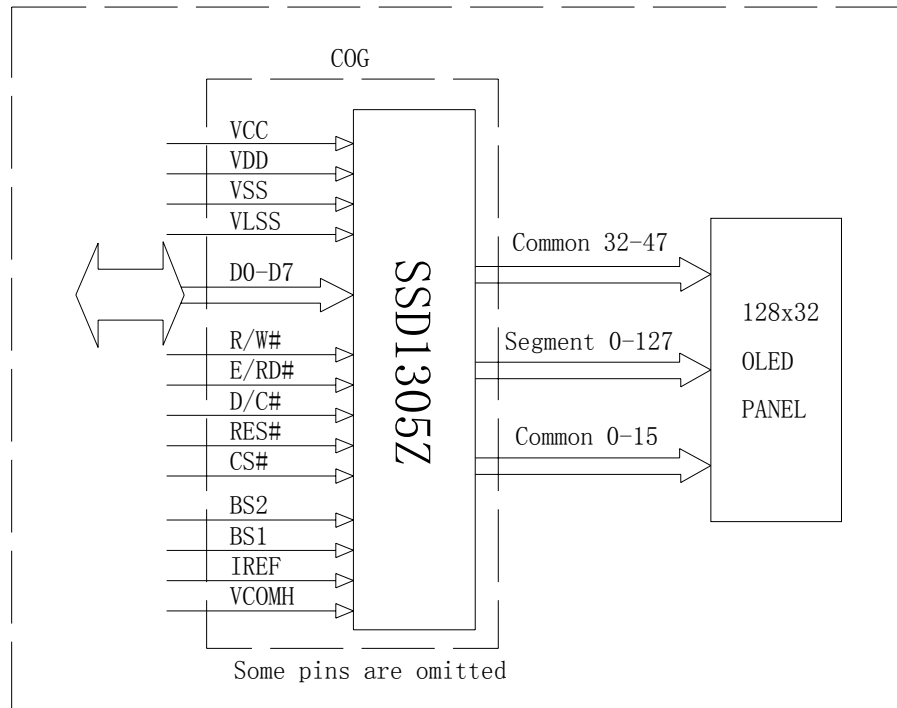 COG
VCC
VDD
VSS
VLSS
D0-D7
R/W#
E/RD#
D/C#
RES#
CS#
BS2
BS1
IREF
VCOMH
SSD1305Z
Common 32-47
Segment 0-127
Common 0-15
128x32
OLED
PANEL
Some pins are omitted